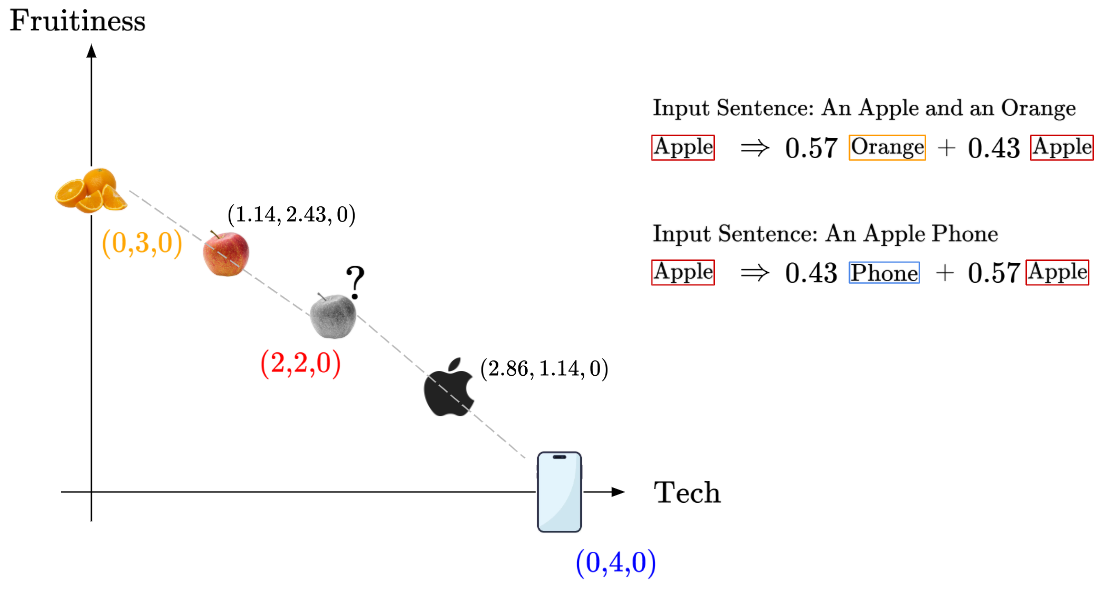 Fruitiness
Input Sentence: An Apple and an Orange
Apple ⇒ 0.57 Orange + 0.43 Apple
(1.14, 2.43, 0)
(0,3,0)
Input Sentence: An Apple Phone
Apple ⇒ 0.43 Phone + 0.57 Apple
?
(2,2,0)
(2.86, 1.14, 0)
Tech
(0,4,0)